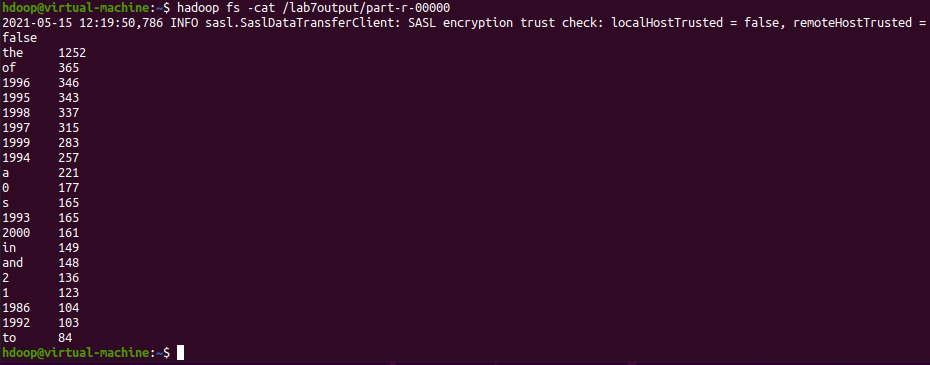 hdoop@virtual-machine:~$ hadoop fs -cat /lab7output/part-r-00000
2021-05-15 12:19:50,786 INFO sasl.SaslDataTransferClient: SASL encryption trust check: localHostTrusted = false, remoteHostTrusted =
false
the 1252
of 365
1996 346
1995 343
1998 337
1997 315
1999 283
1994 257
a 221
0 177
s 165
1993 165
2000 161
in 149
and 148
2 136
1 123
1986 104
1992 103
to 84
hdoop@virtual-machine:~$